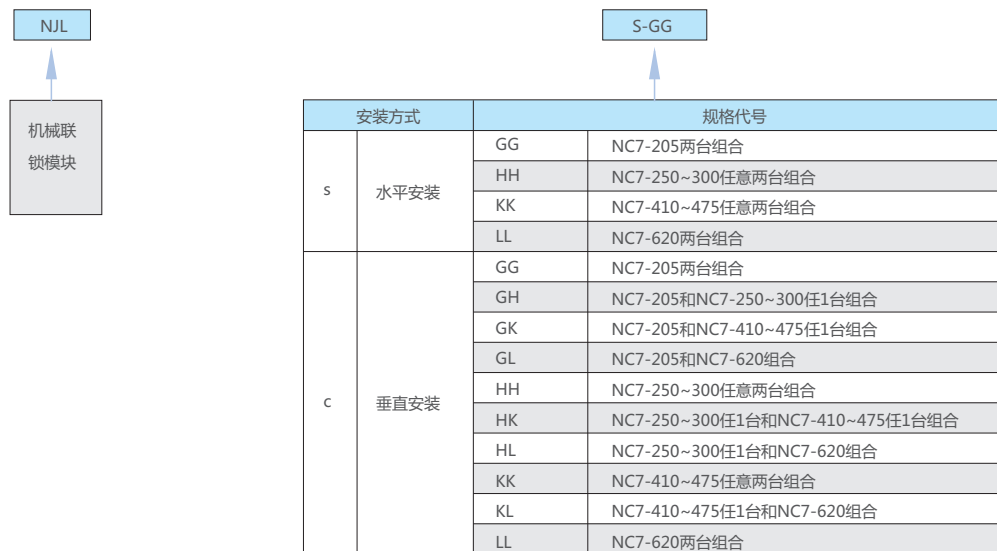 NJL
S-GG
机械联
锁模块
安装方式 规格代号
s 水平安装
GG NC7-205两台组合
HH NC7-250~300任意两台组合
KK NC7-410~475任意两台组合
LL NC7-620两台组合
c 垂直安装
GG NC7-205两台组合
GH NC7-205和NC7-250~300任1台组合
GK NC7-205和NC7-410~475任1台组合
GL NC7-205和NC7-620组合
HH NC7-250~300任意两台组合
HK NC7-250~300任1台和NC7-410~475任1台组合
HL NC7-250~300任1台和NC7-620组合
KK NC7-410~475任意两台组合
KL NC7-410~475任1台和NC7-620组合
LL NC7-620两台组合